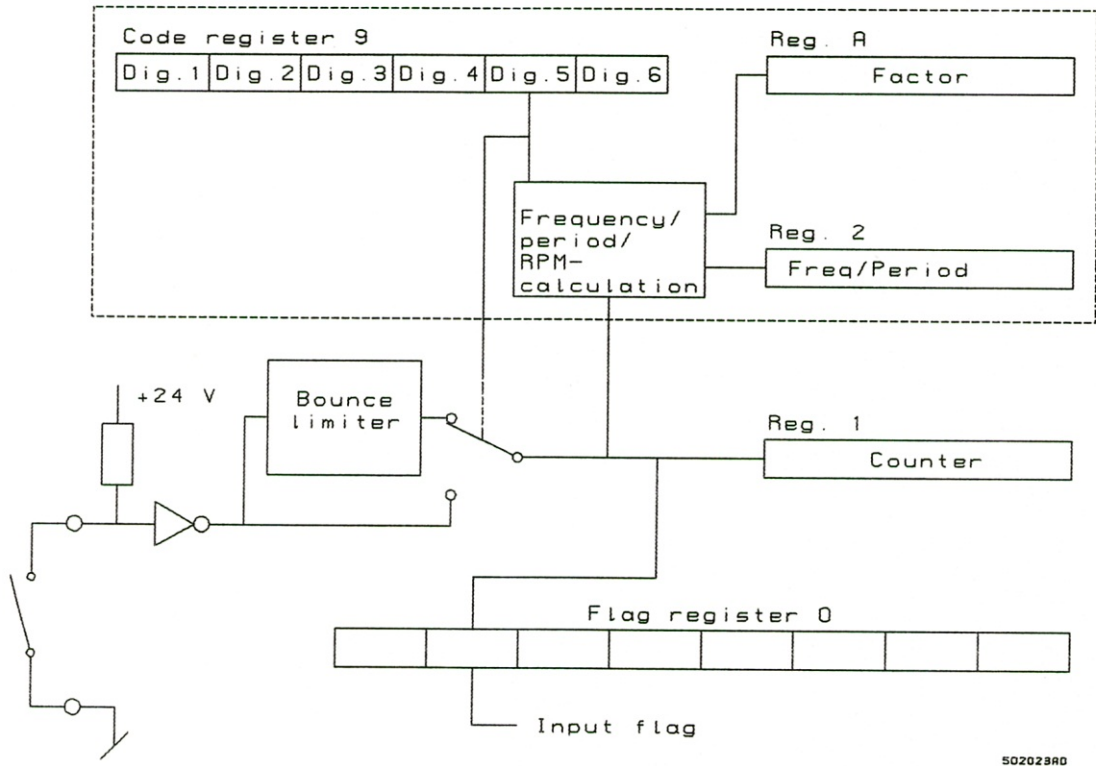 Code register 9
Dig.1 Dig.2 Dig.3 Dig.4 Dig.5 Dig.6
Reg. A
Factor
Frequency/
period/
RPM-
calculation
Reg. 2
Freq/Period
+24 V
Bounce
limiter
Reg. 1
Counter
Flag register 0
Input flag
502023A0